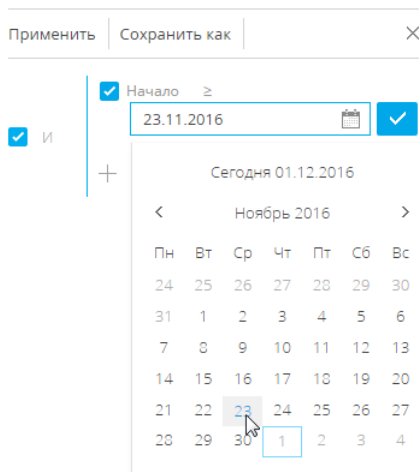 Применить Сохранить как
Начало ≥
23.11.2016
И
Сегодня 01.12.2016
Ноябрь 2016
Пн Вт Ср Чт Пт Сб Вс
24 25 26 27 28 29 30
31 1 2 3 4 5 6
7 8 9 10 11 12 13
14 15 16 17 18 19 20
21 22 23 24 25 26 27
28 29 30 1 2 3 4